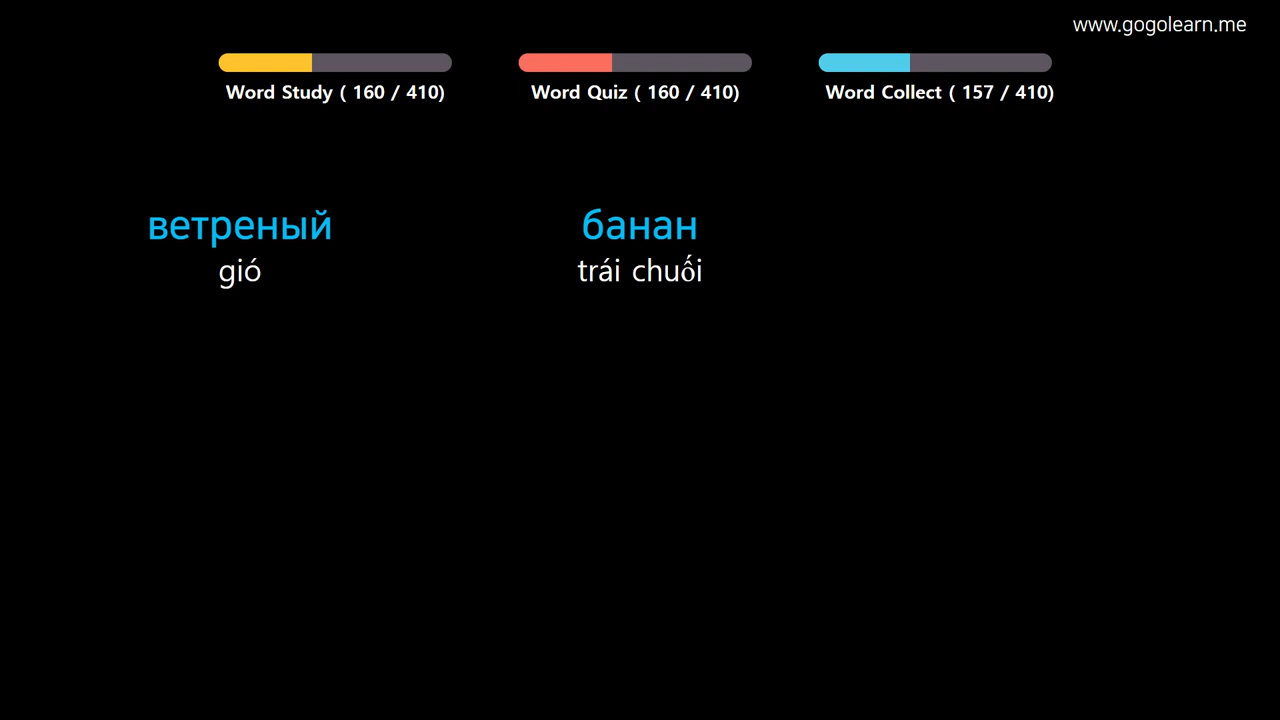 www.gogolearn.me
Word Study ( 160 / 410)
Word Quiz ( 160 / 410)
Word Collect ( 157 / 410)
ветреный
gió
банан
trái chuối